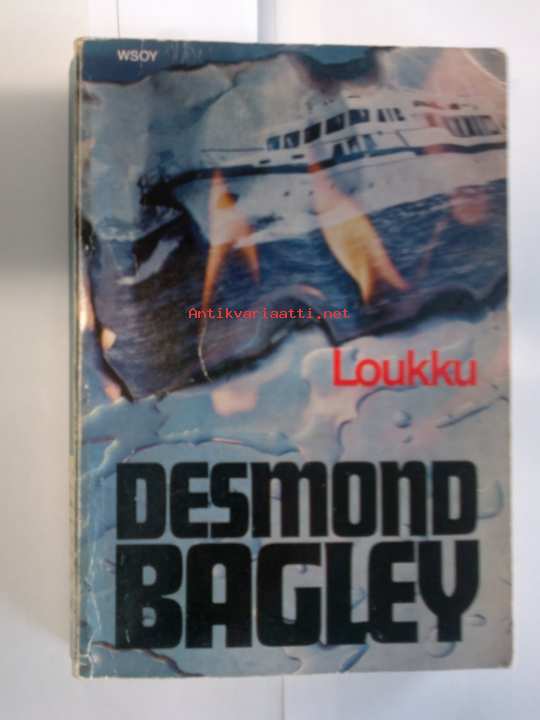 WSOY
Antikvariaatti.net
Loukku
DESMOND
BAGLEY